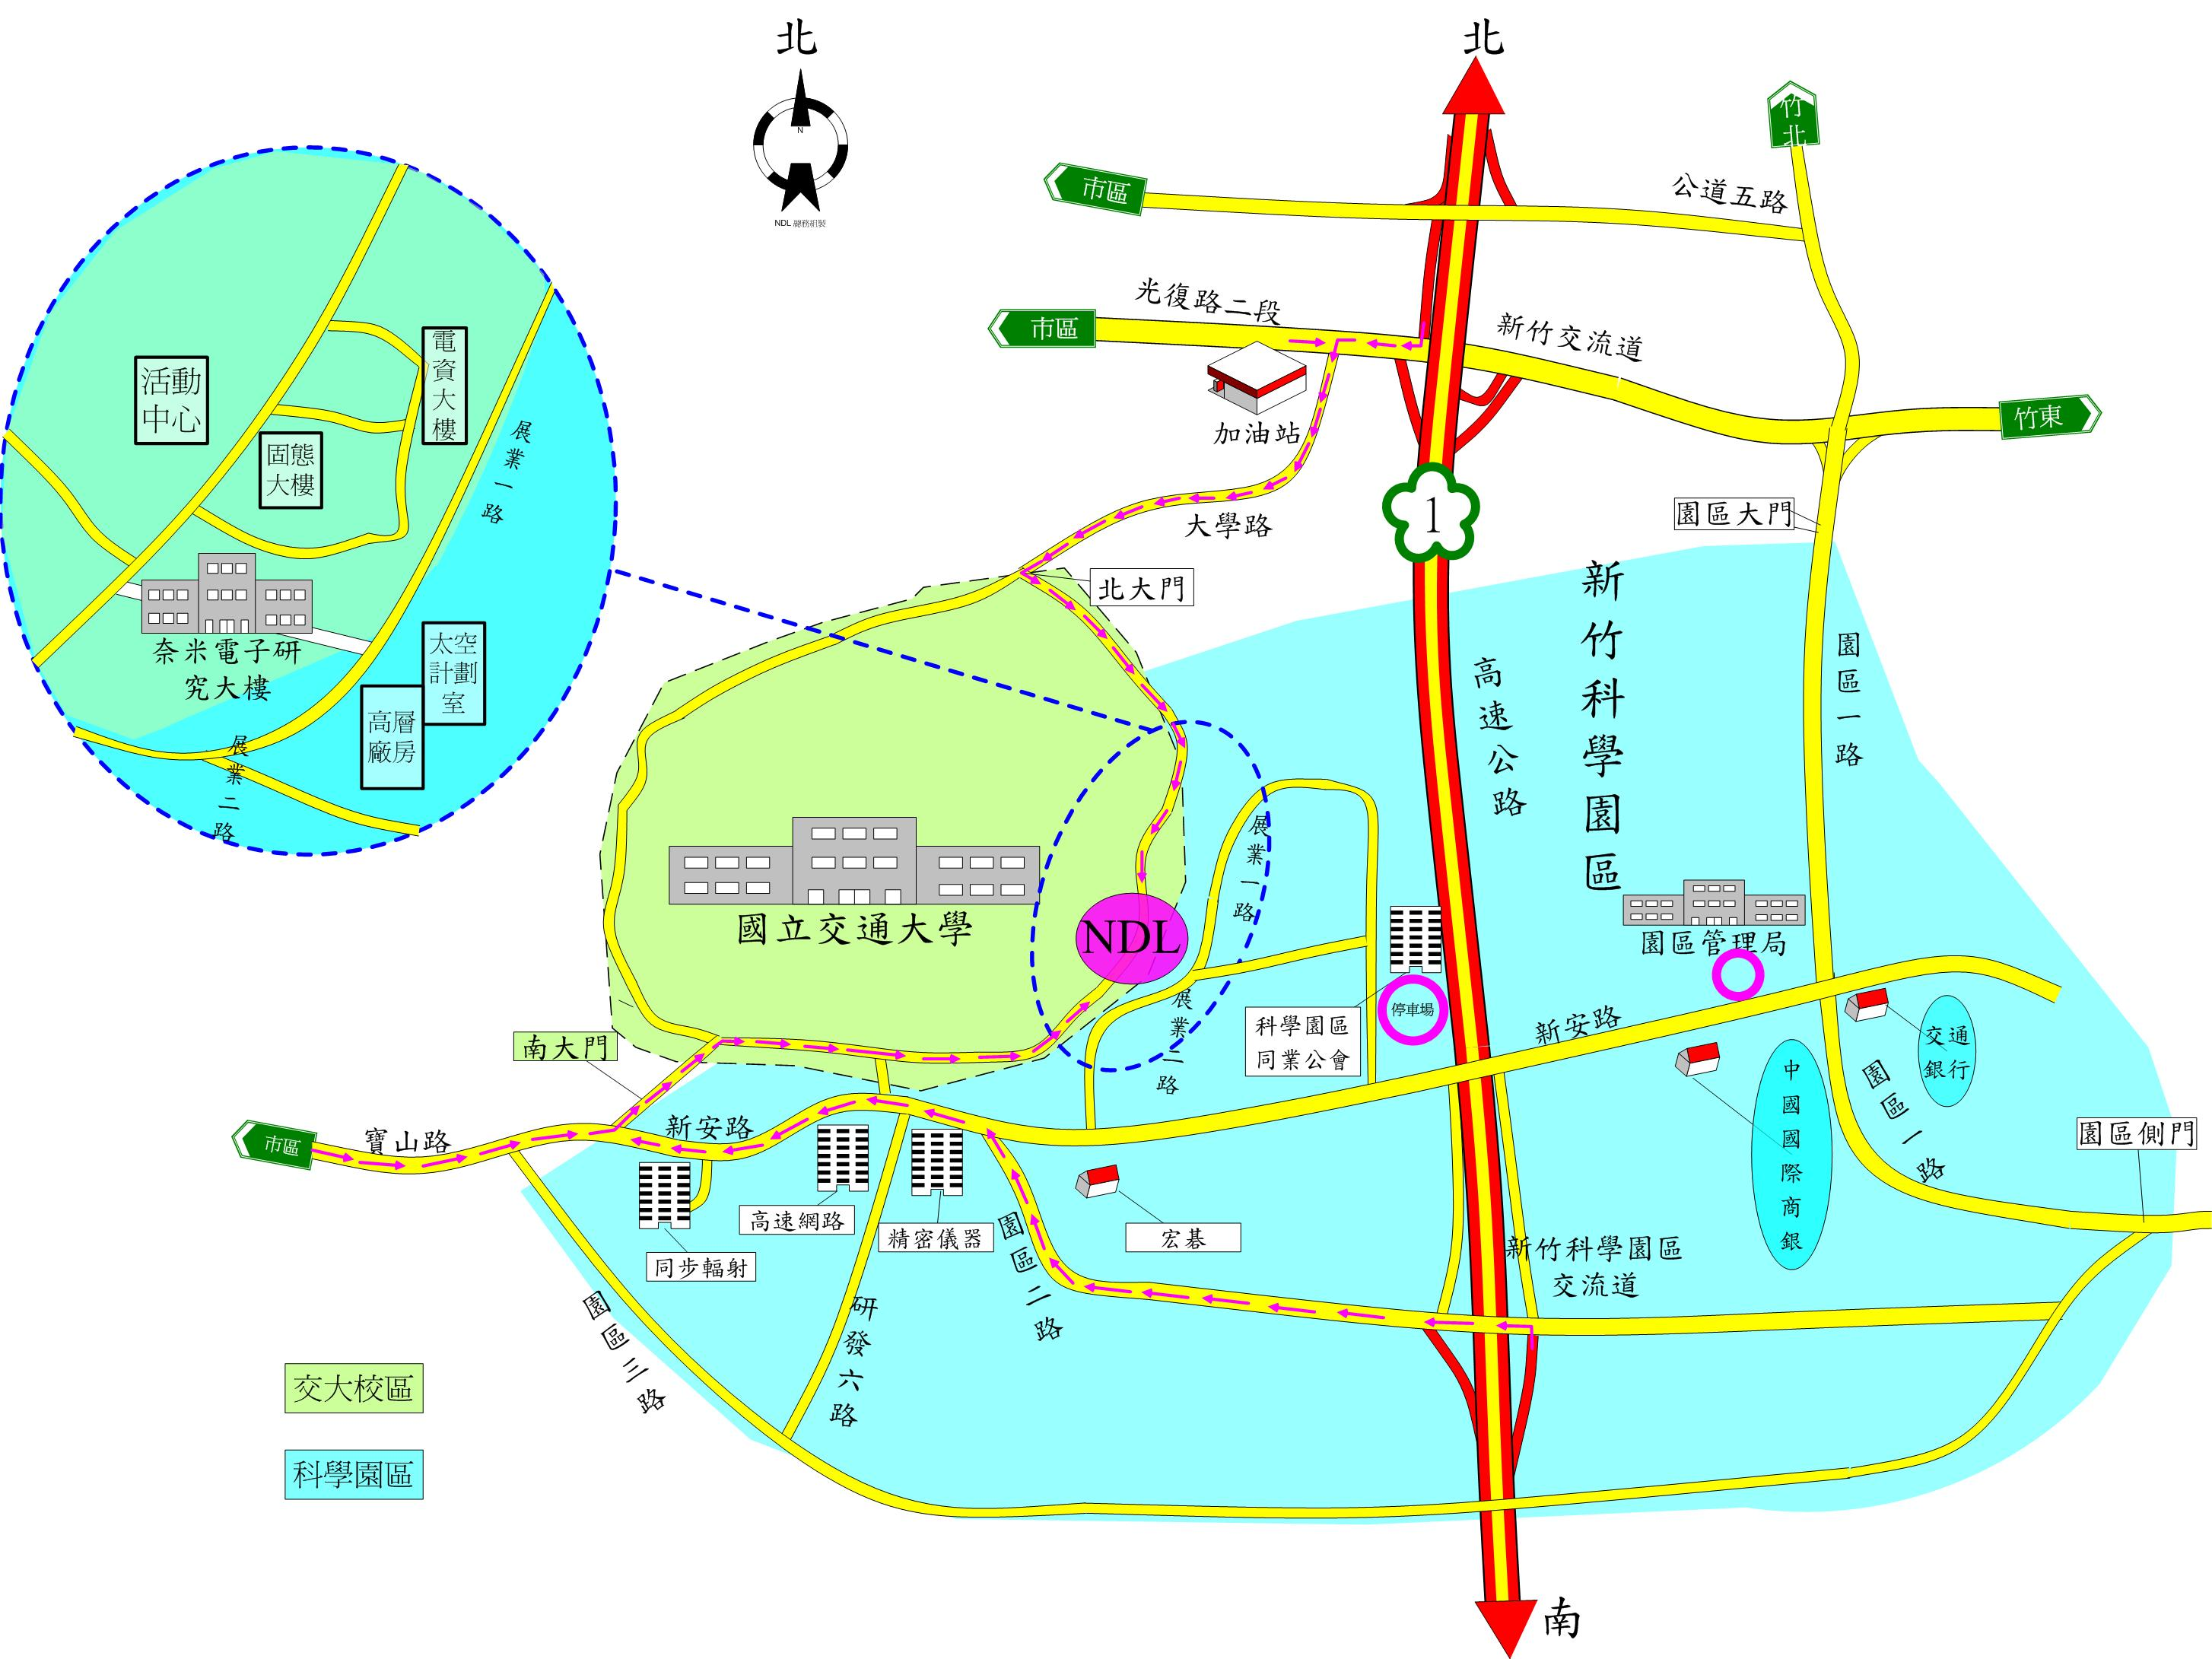 北
N
NDL 總務組製
北
竹北
市區
公道五路
光復路二段
市區
新竹交流道
加油站
竹東
大學路
1
園區大門
北大門
新竹科學園區
高速公路
園區一路
活動
中心
電資大樓
固態
大樓
展業一路
奈米電子研
究大樓
太空
計劃
室
高層
廠房
展業二路
國立交通大學
NDL
展業一路
展業二路
園區管理局
停車場
科學園區
同業公會
新安路
交通
銀行
中國國際商銀
園區一路
園區側門
南大門
市區
寶山路
新安路
高速網路
精密儀器
宏碁
同步輻射
園區二路
新竹科學園區
交流道
園區三路
研發六路
交大校區
科學園區
南